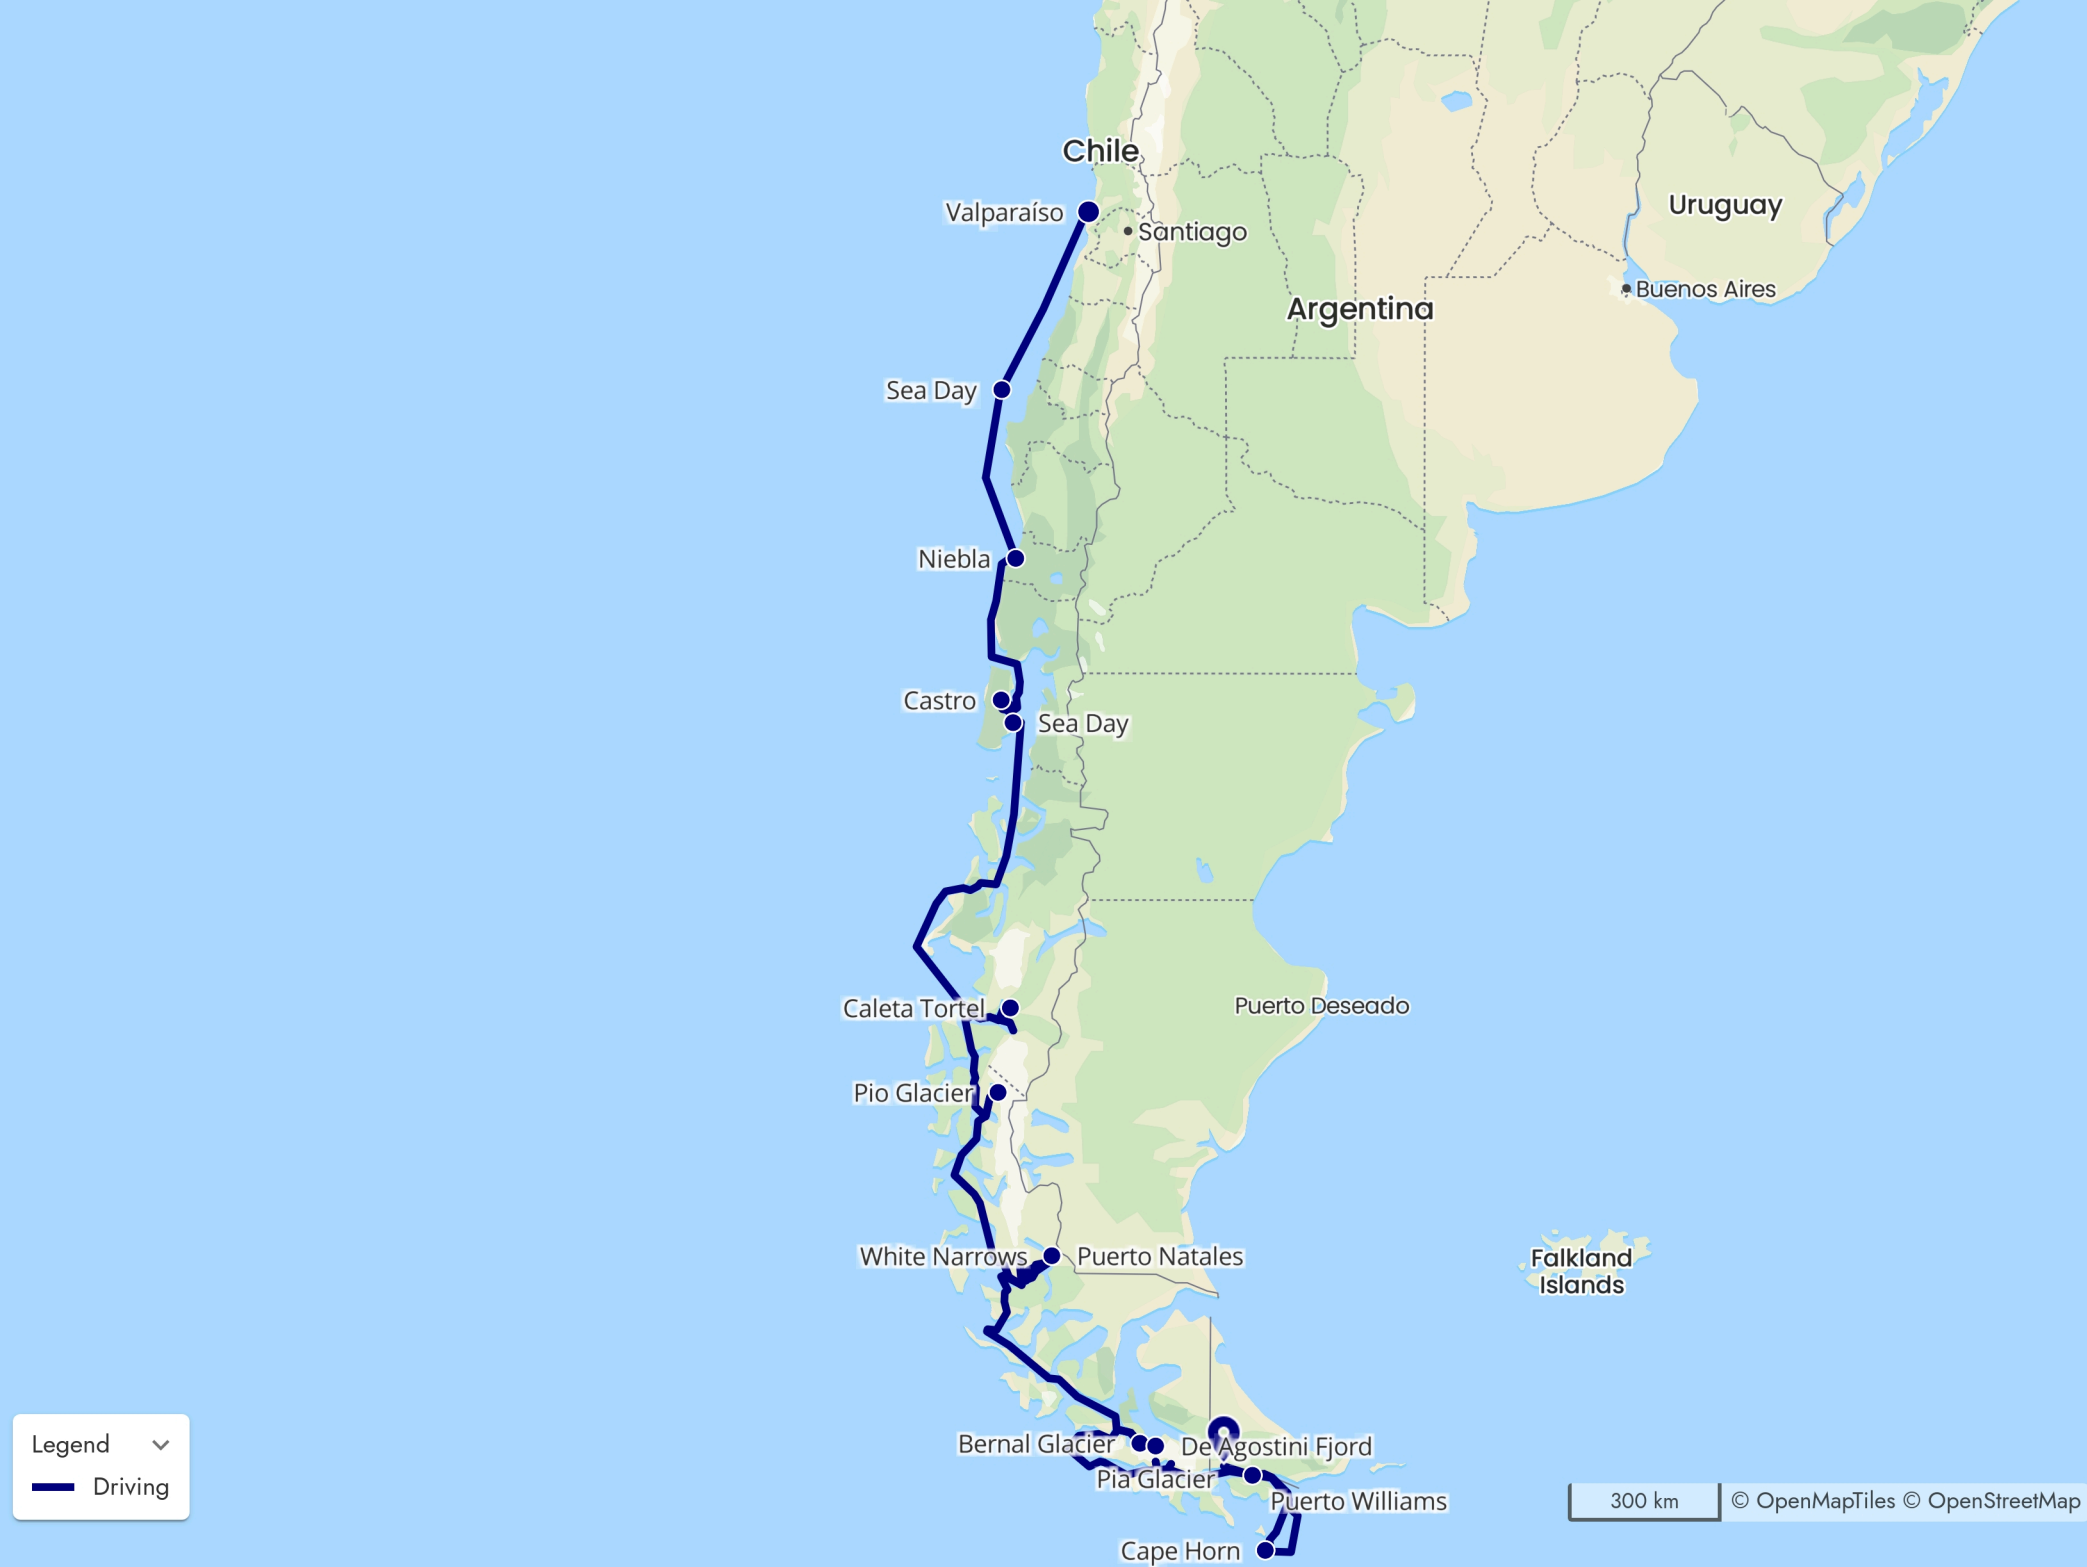 Chile
Valparaíso
Santiago
Uruguay
Buenos Aires
Argentina
Sea Day
Niebla
Castro
Sea Day
Caleta Tortel
Puerto Deseado
Pio Glacier
White Narrows
Puerto Natales
Falkland
Islands
Bernal Glacier
De Agostini Fjord
Pia Glacier
Puerto Williams
Cape Horn
Legend
Driving
300 km
© OpenMapTiles © OpenStreetMap